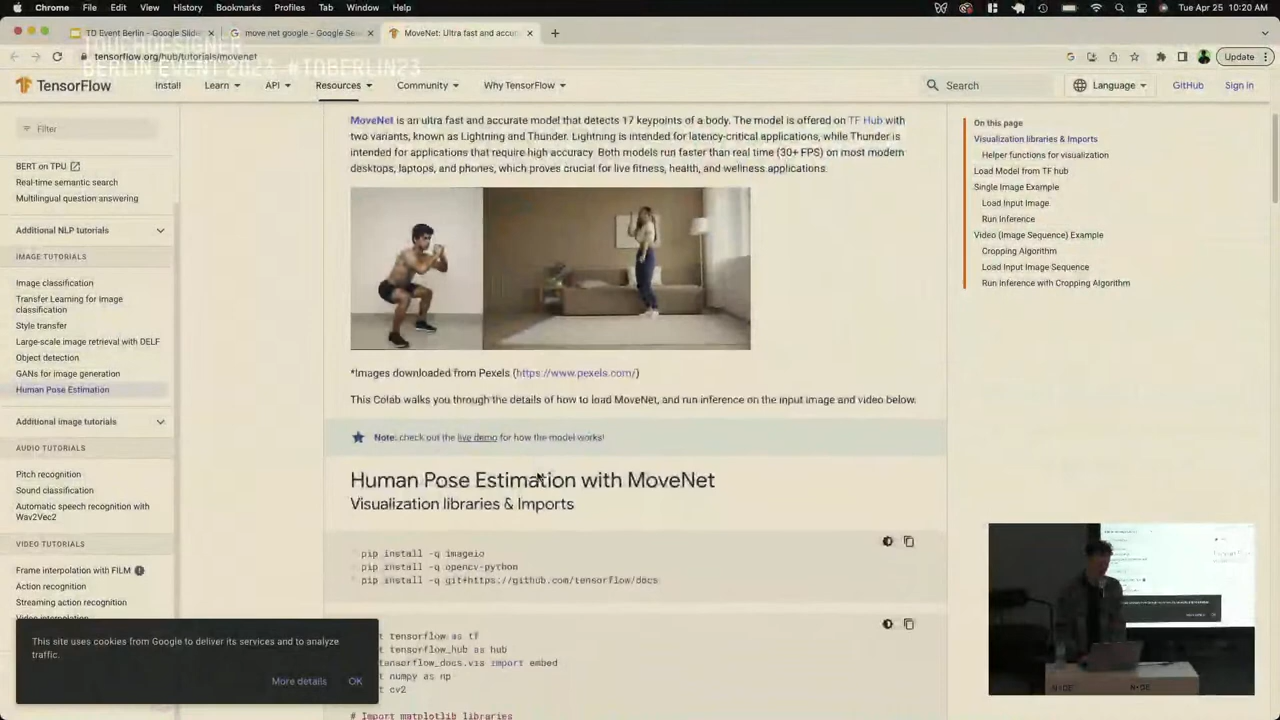 Chrome File Edit View History Bookmarks Profiles Tab Window Help
Tue Apr 25 10:20 AM
TD Event Berlin - Google Slide
move net google - Google Sea
MoveNet: Ultra fast and accur
TOUCHDESIGNER
BERLIN EVENT 2023 #TDBERLIN23
tensorflow.org/hub/tutorials/movenet
Update
TensorFlow
Install
Learn
API
Resources
Community
Why TensorFlow
Search
Language
GitHub
Sign in
Filter
BERT on TPU
Real-time semantic search
Multilingual question answering
Additional NLP tutorials
IMAGE TUTORIALS
Image classification
Transfer Learning for Image
classification
Style transfer
Large-scale image retrieval with DELF
Object detection
GANs for image generation
Human Pose Estimation
Additional image tutorials
AUDIO TUTORIALS
Pitch recognition
Sound classification
Automatic speech recognition with
Wav2Vec2
VIDEO TUTORIALS
Frame interpolation with FILM
Action recognition
Streaming action recognition
Video interpolation
This site uses cookies from Google to deliver its services and to analyze
traffic.
More details
OK
MoveNet is an ultra fast and accurate model that detects 17 keypoints of a body. The model is offered on TF Hub with
two variants, known as Lightning and Thunder. Lightning is intended for latency-critical applications, while Thunder is
intended for applications that require high accuracy. Both models run faster than real time (30+ FPS) on most modern
desktops, laptops, and phones, which proves crucial for live fitness, health, and wellness applications.
*Images downloaded from Pexels (https://www.pexels.com/)
This Colab walks you through the details of how to load MoveNet, and run inference on the input image and video below.
Note: check out the live demo for how the model works!
Human Pose Estimation with MoveNet
Visualization libraries & Imports
pip install -q imageio
pip install -q opencv-python
pip install -q git+https://github.com/tensorflow/docs
t tensorflow as tf
t tensorflow_hub as hub
tensorflow_docs.vis import embed
t numpy as np
t cv2
# Import matplotlib libraries
On this page
Visualization libraries & Imports
Helper functions for visualization
Load Model from TF hub
Single Image Example
Load Input Image
Run Inference
Video (Image Sequence) Example
Cropping Algorithm
Load Input Image Sequence
Run Inference with Cropping Algorithm